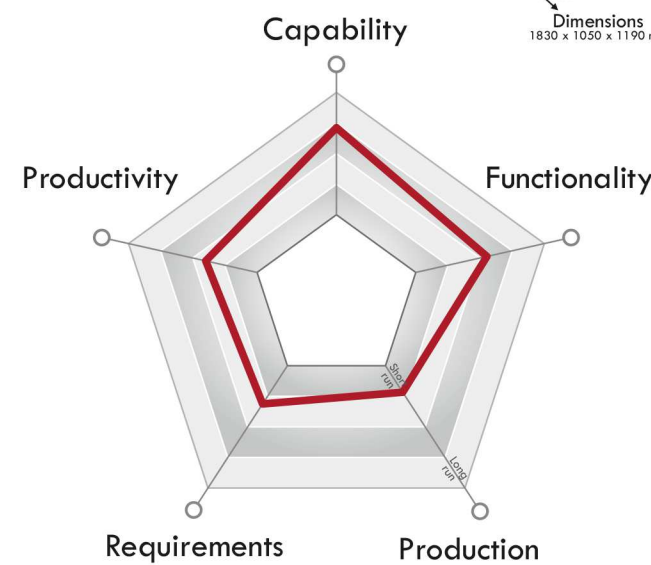 Capability
Dimensions
1830 x 1050 x 1190
Productivity
Functionality
Short
run
Long
run
Requirements
Production